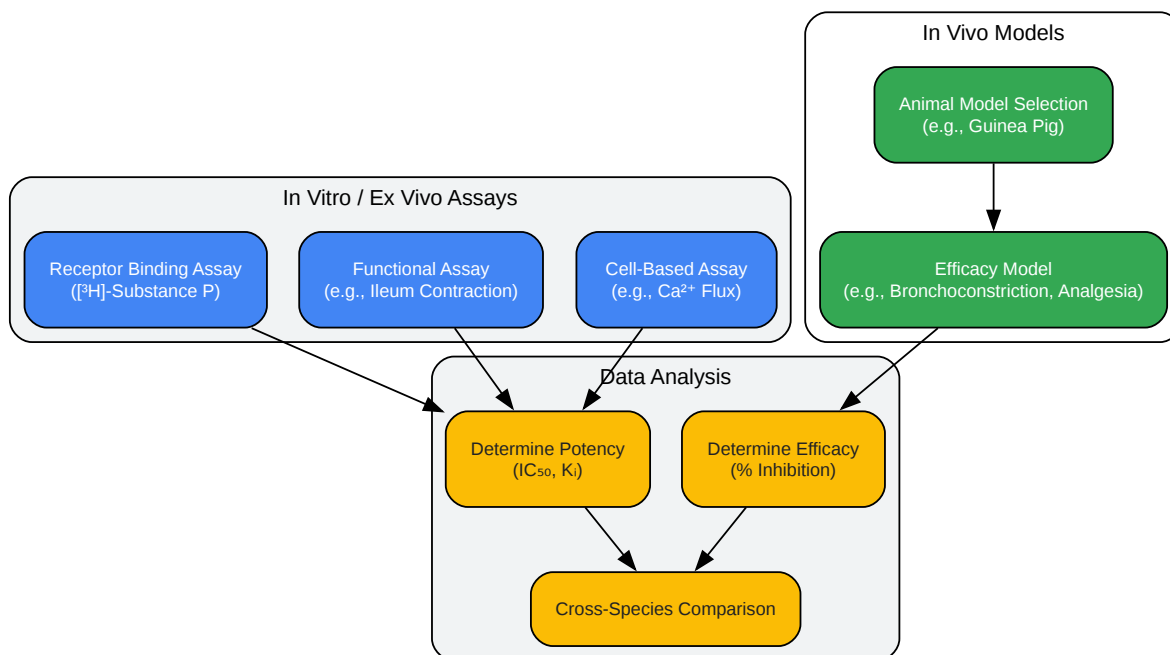 In Vivo Models
Animal Model Selection
(e.g., Guinea Pig)
In Vitro / Ex Vivo Assays
Receptor Binding Assay
([³H]-Substance P)
Functional Assay
(e.g., Ileum Contraction)
Cell-Based Assay
(e.g., Ca²⁺ Flux)
Efficacy Model
(e.g., Bronchoconstriction, Analgesia)
Data Analysis
Determine Potency
(IC₅₀, Kᵢ)
Determine Efficacy
(% Inhibition)
Cross-Species Comparison